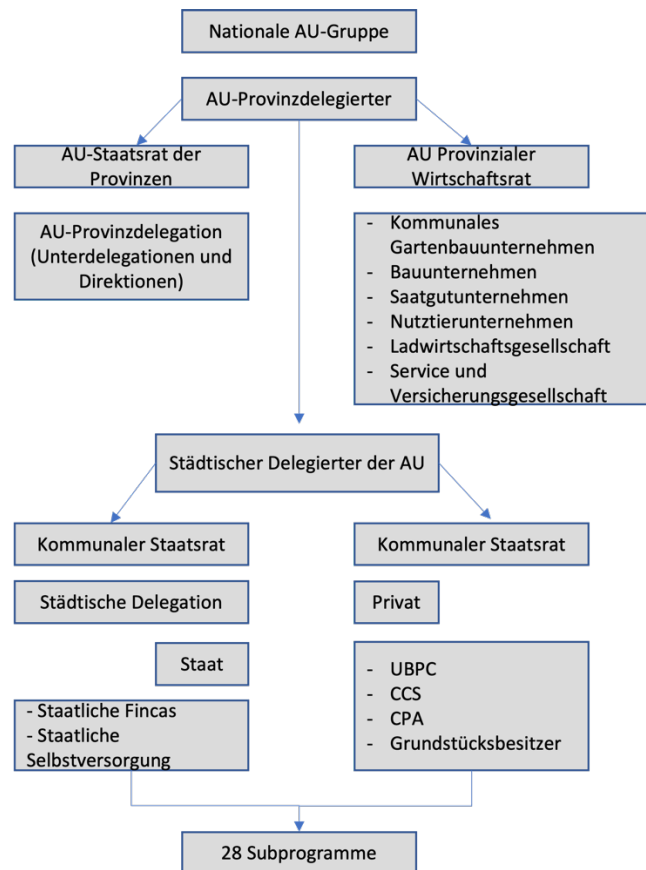 Nationale AU-Gruppe
AU-Provinzdelegierter
AU-Staatsrat der
Provinzen
AU Provinzialer
Wirtschaftsrat
AU-Provinzdelegation
(Unterdelegationen und
Direktionen)
- Kommunales
Gartenbauunternehmen
- Bauunternehmen
- Saatgutunternehmen
- Nutztierunternehmen
- Ladwirtschaftsgesellschaft
- Service und
Versicherungsgesellschaft
Städtischer Delegierter der AU
Kommunaler Staatsrat
Kommunaler Staatsrat
Städtische Delegation
Privat
Staat
- Staatliche Fincas
- Staatliche
Selbstversorgung
- UBPC
- CCS
- CPA
- Grundstücksbesitzer
28 Subprogramme